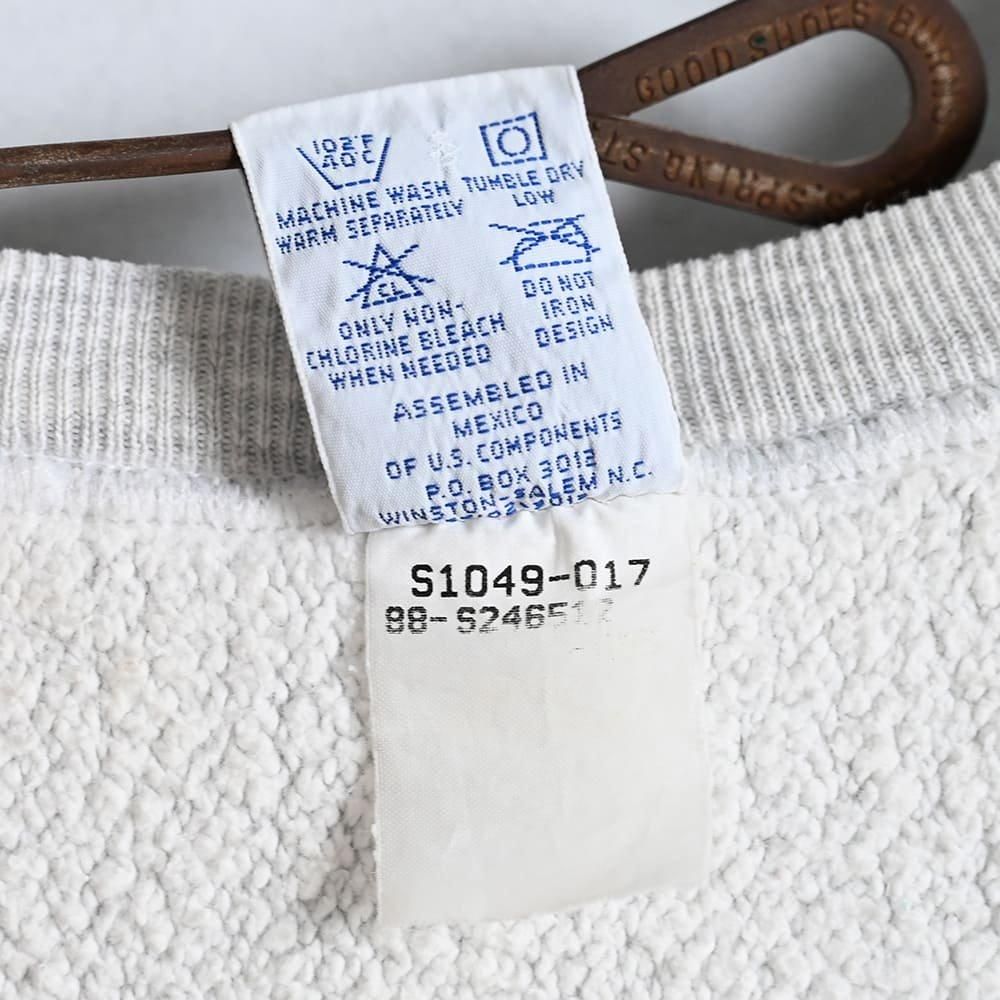 GOOD SHOES
SPRING ST.
102°F
40°C
MACHINE WASH
WARM SEPARATELY
TUMBLE DRY
LOW
CL
ONLY NON-
CHLORINE BLEACH
WHEN NEEDED
DO NOT
IRON
DESIGN
ASSEMBLED IN
MEXICO
OF U.S. COMPONENTS
P.O. BOX 3013
WINSTON-SALEM N.C.
S1049-017